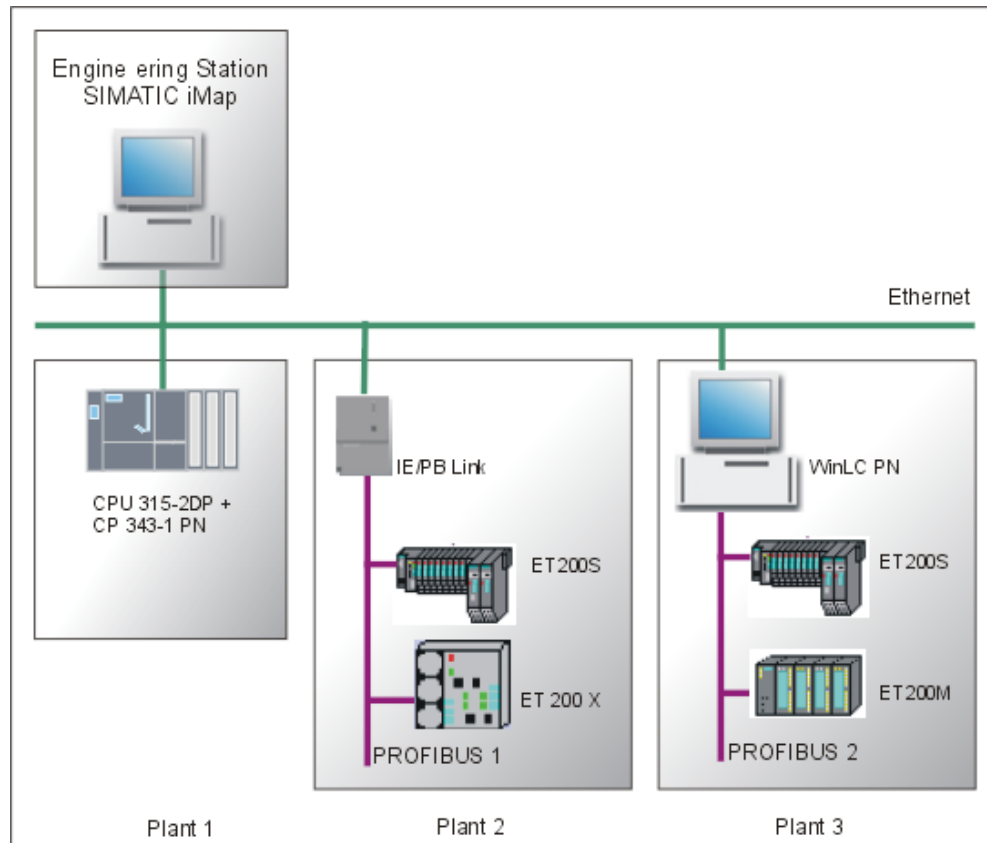 Engine ering Station
SIMATIC iMap
Ethernet
CPU 315-2DP +
CP 343-1 PN
IE/PB Link
ET200S
ET 200 X
PROFIBUS 1
WinLC PN
ET200S
ET200M
PROFIBUS 2
Plant 1
Plant 2
Plant 3